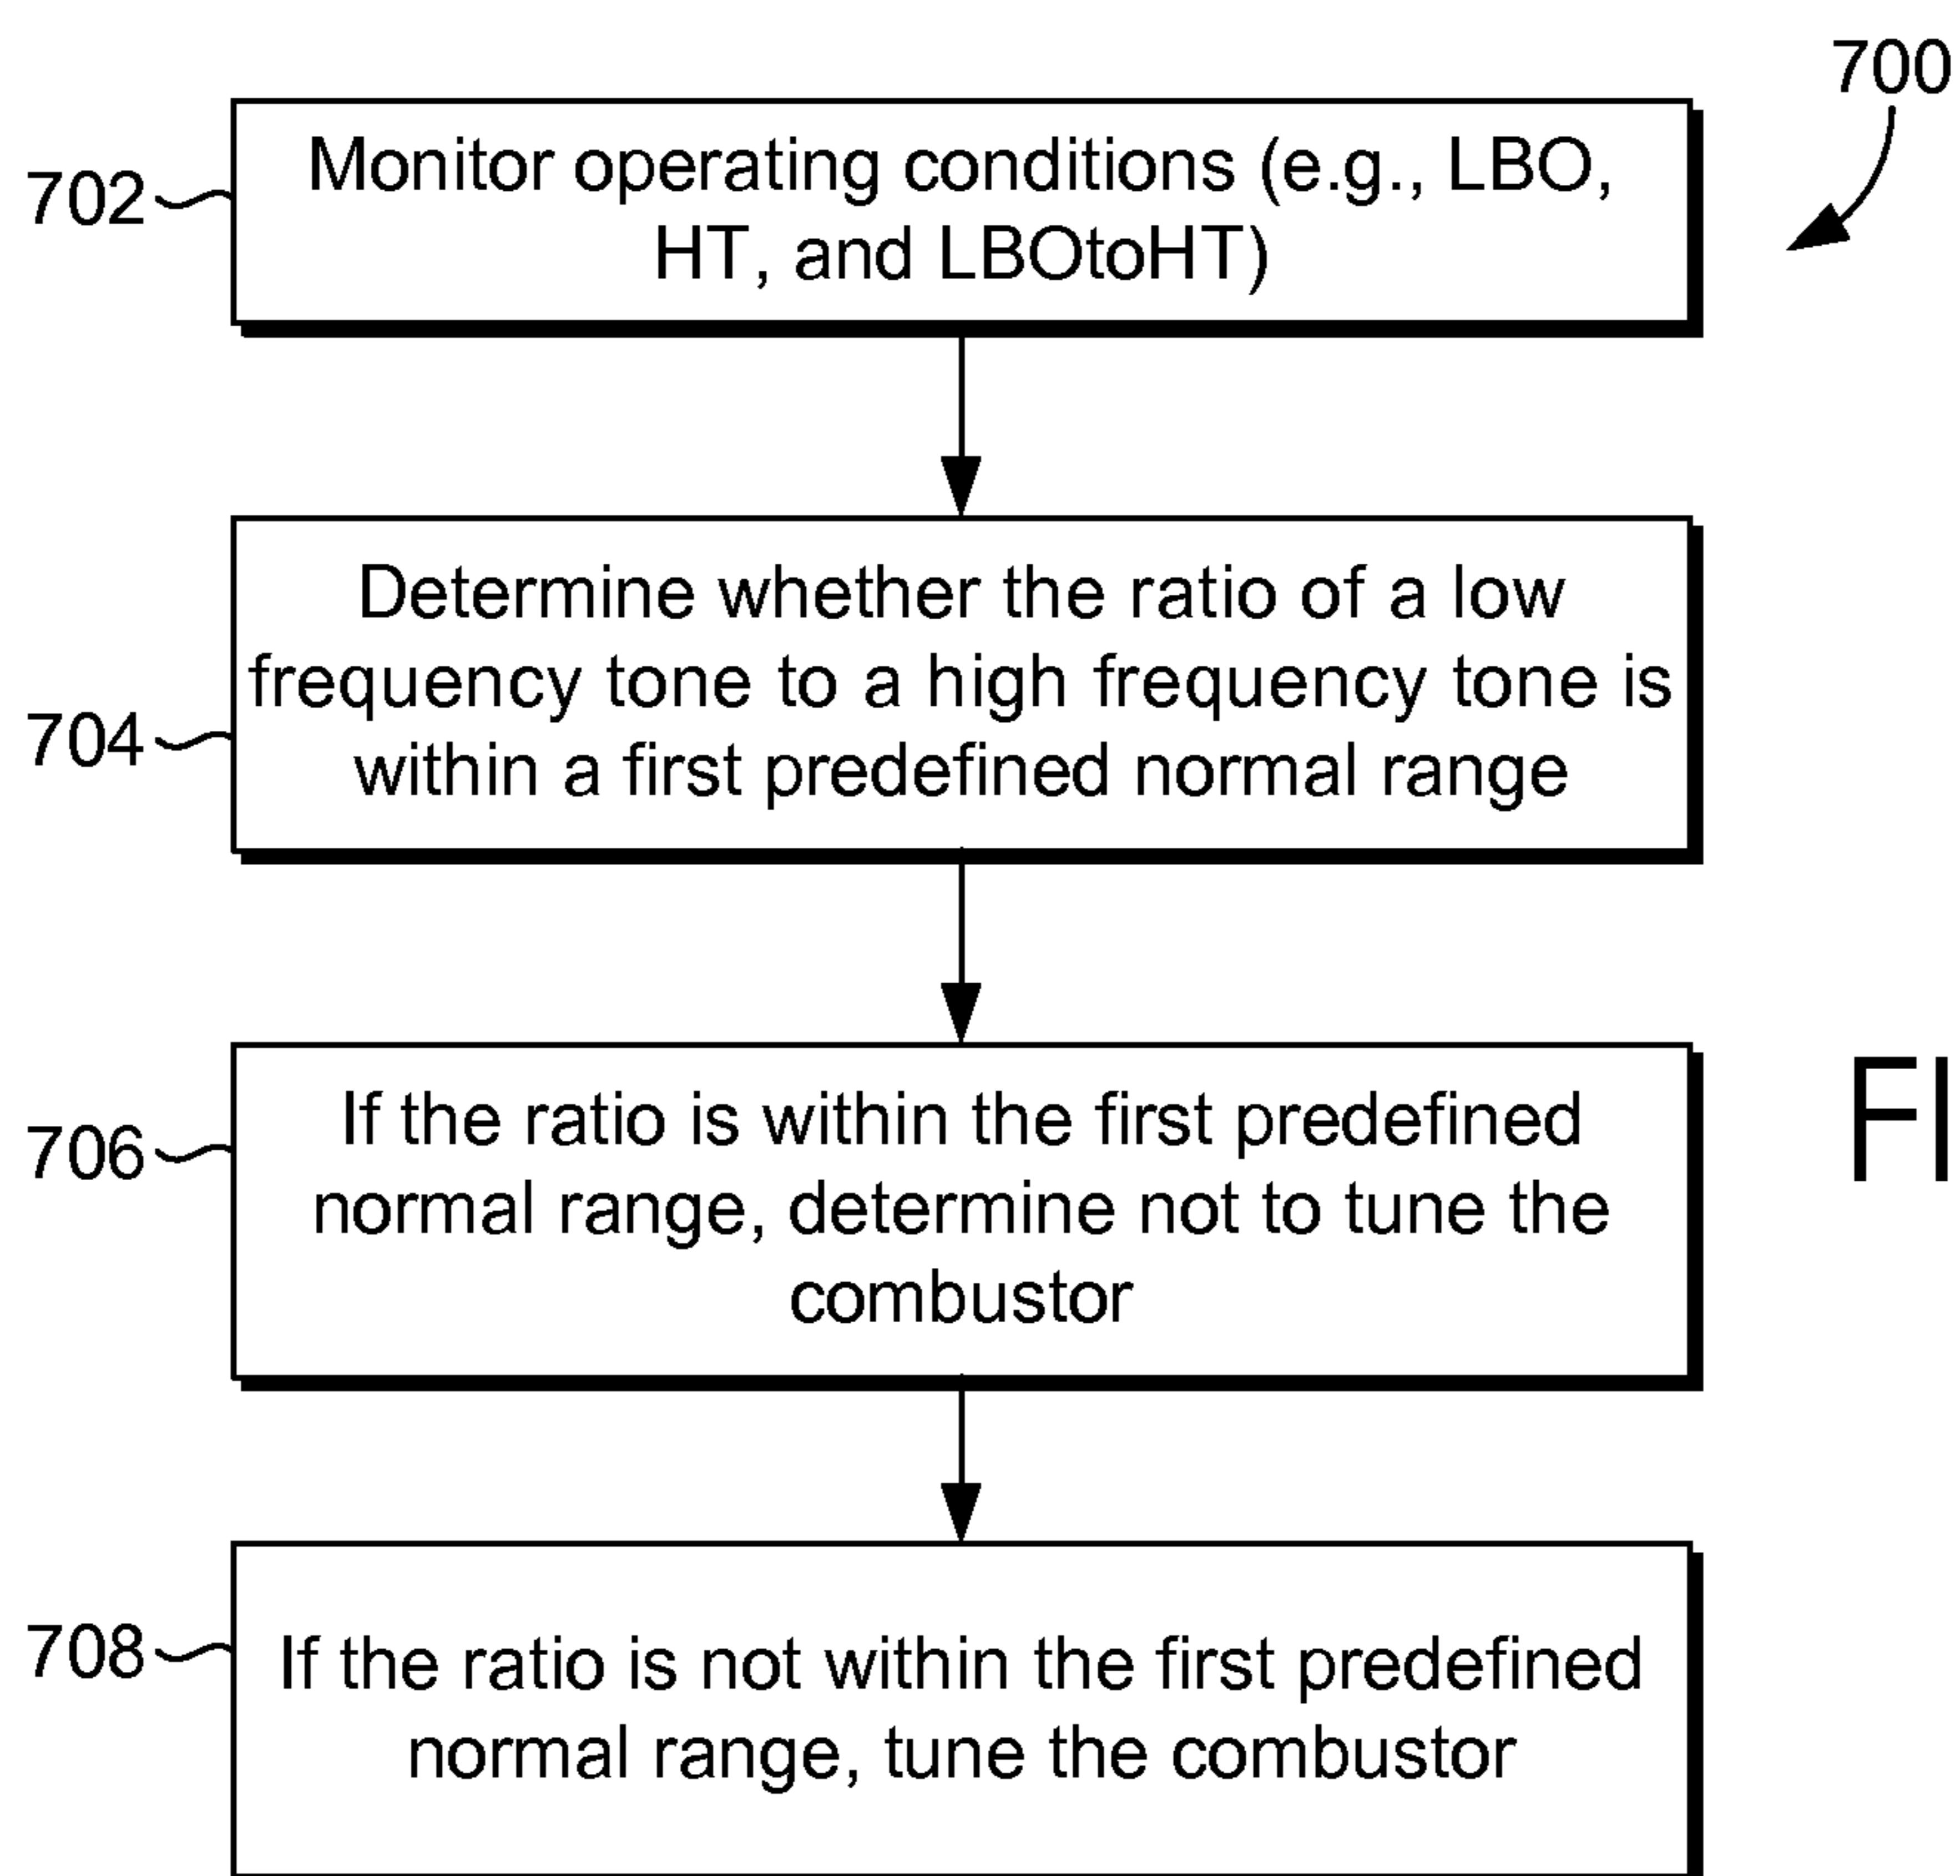 700
702
Monitor operating conditions (e.g., LBO,
HT, and LBOtoHT)
704
Determine whether the ratio of a low
frequency tone to a high frequency tone is
within a first predefined normal range
706
If the ratio is within the first predefined
normal range, determine not to tune the
combustor
FI
708
If the ratio is not within the first predefined
normal range, tune the combustor